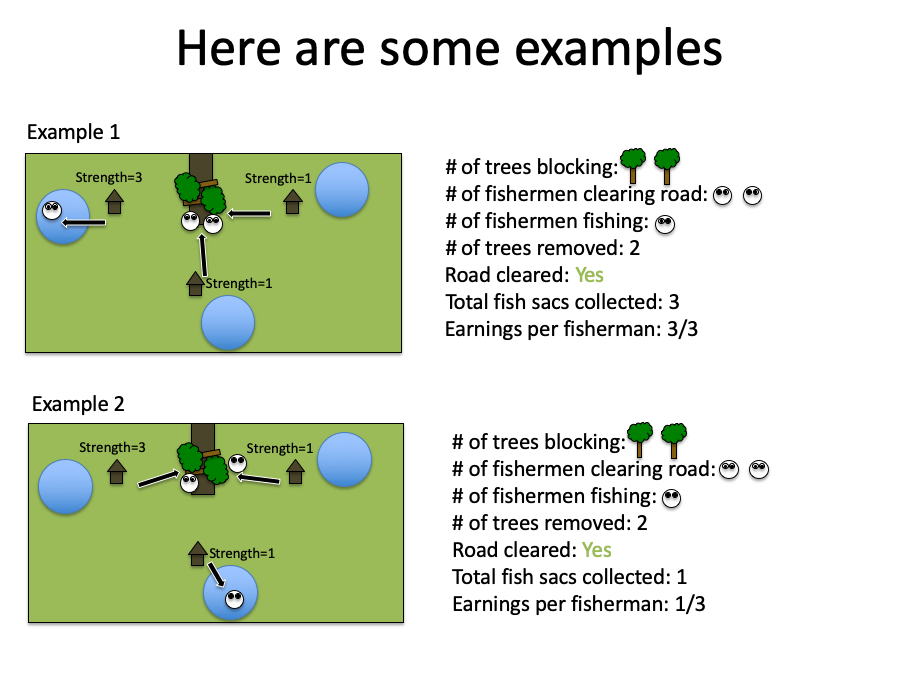 Here are some examples
Example 1
Strength=3
Strength=1
Strength=1
# of trees blocking:
# of fishermen clearing road:
# of fishermen fishing:
# of trees removed: 2
Road cleared: Yes
Total fish sacs collected: 3
Earnings per fisherman: 3/3
Example 2
Strength=3
Strength=1
Strength=1
# of trees blocking:
# of fishermen clearing road:
# of fishermen fishing:
# of trees removed: 2
Road cleared: Yes
Total fish sacs collected: 1
Earnings per fisherman: 1/3